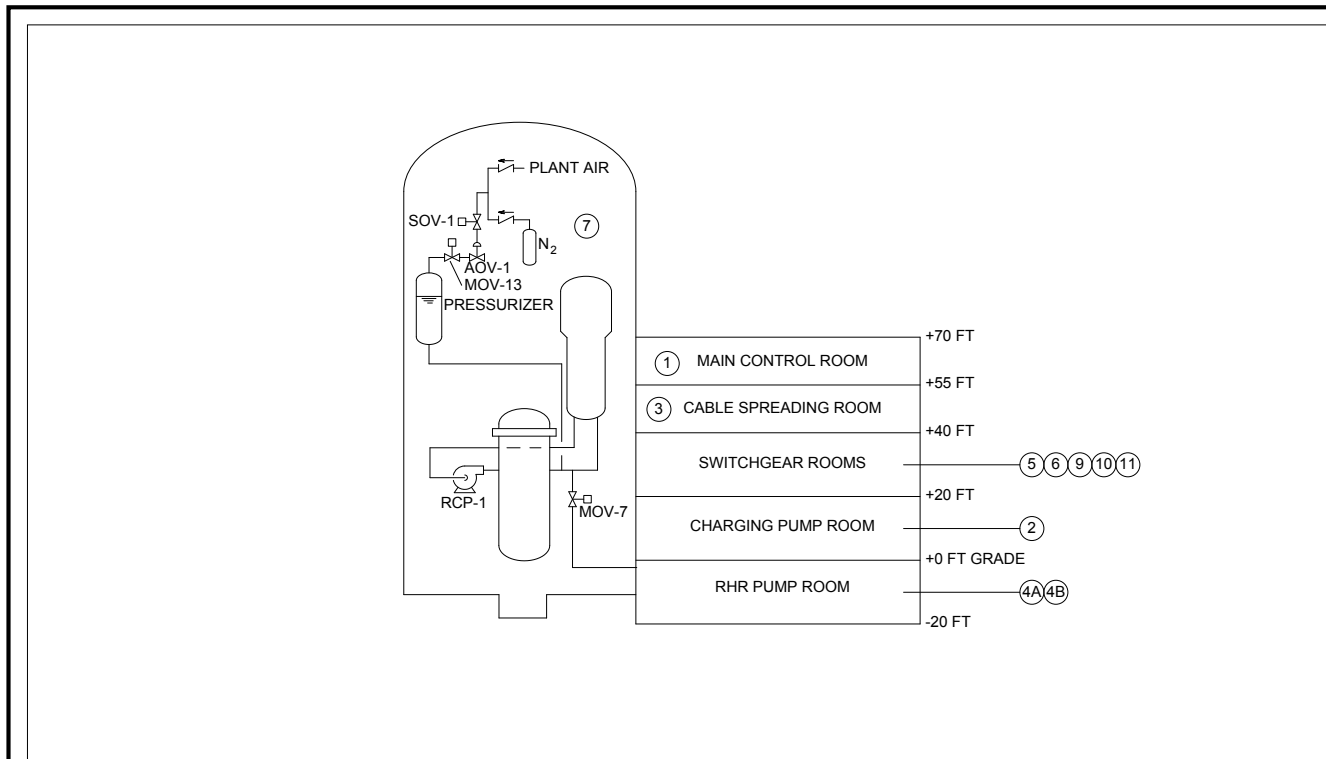 PLANT AIR
SOV-1
7
N2
AOV-1
MOV-13
PRESSURIZER
+70 FT
1 MAIN CONTROL ROOM
+55 FT
3 CABLE SPREADING ROOM
+40 FT
SWITCHGEAR ROOMS 5 6 9 10 11
+20 FT
RCP-1
MOV-7
CHARGING PUMP ROOM 2
+0 FT GRADE
RHR PUMP ROOM 4A 4B
-20 FT